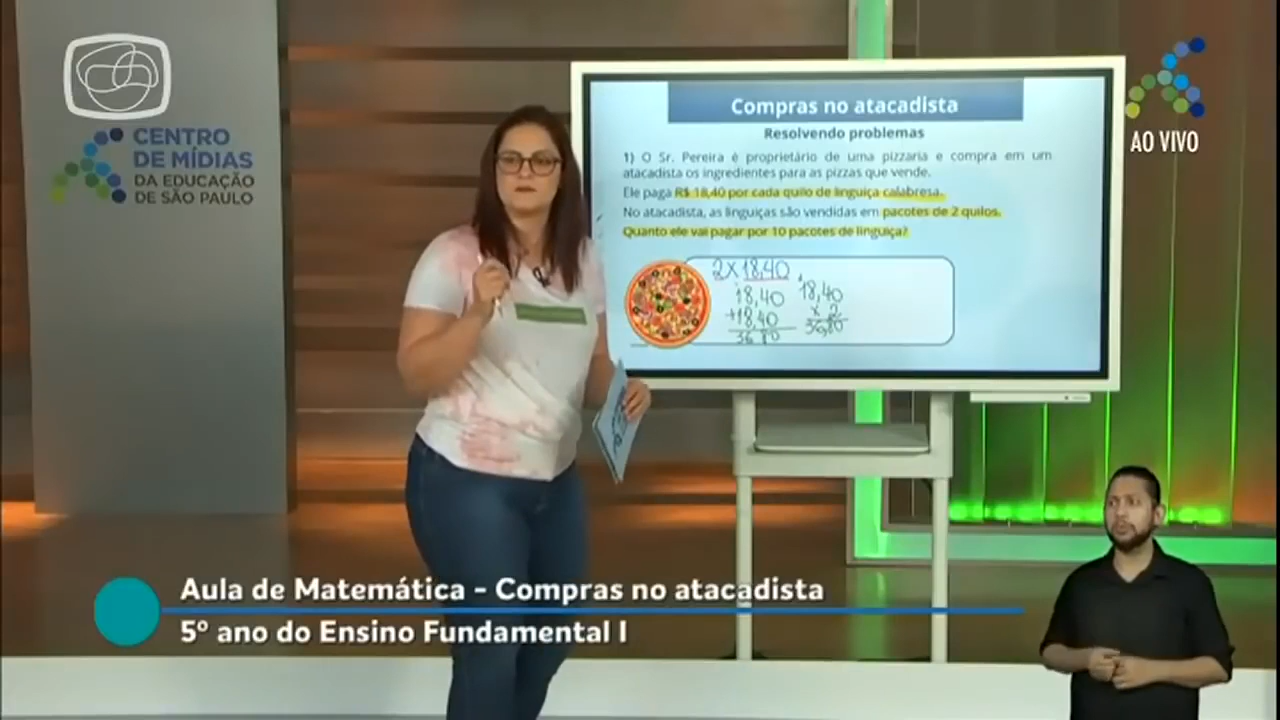 CENTRO
DE MÍDIAS
DA EDUCAÇÃO
DE SÃO PAULO
AO VIVO
Compras no atacadista
Resolvendo problemas
1) O Sr. Pereira é proprietário de uma pizzaria e compra em um
atacadista os ingredientes para as pizzas que vende.
Ele paga R$ 18,40 por cada quilo de linguiça calabresa.
No atacadista, as linguiças são vendidas em pacotes de 2 quilos.
Quanto ele vai pagar por 10 pacotes de linguiça?
2 X 18,40
18,40 18,40
+18,40 x 2
36,80 36,80
Aula de Matemática - Compras no atacadista
5º ano do Ensino Fundamental I